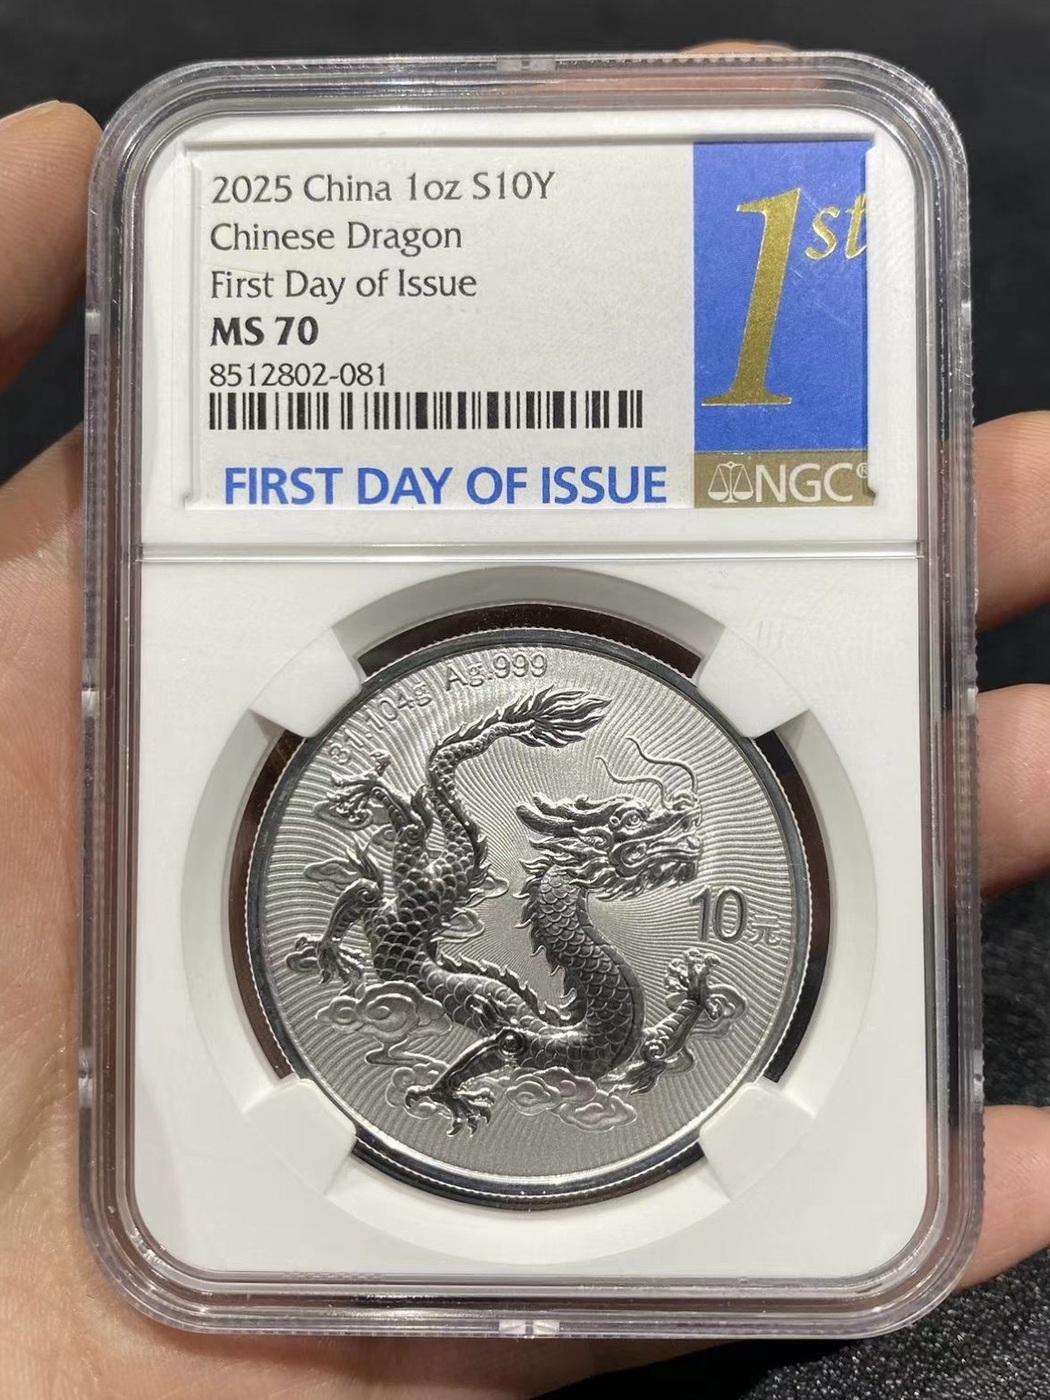 2025 China 1oz S10Y
Chinese Dragon
First Day of Issue
MS 70
8512802-081
FIRST DAY OF ISSUE
1st
NGC®
31.104g Ag.999
10元